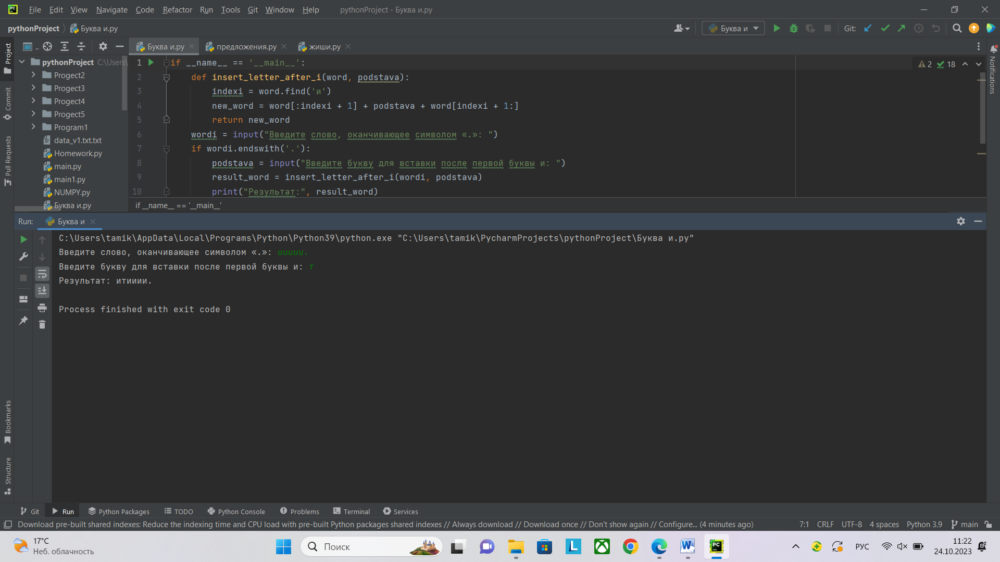 File Edit View Navigate Code Refactor Run Tools Git Window Help pythonProject - Буква и.py
pythonProject Буква и.py Буква и Git:
Буква и.py предложения.py жиши.py
Project
Commit
Pull Requests
Bookmarks
Structure
Notifications
pythonProject C:\Users\
Progect2
Progect3
Progect4
Progect5
Program1
data_v1.txt.txt
Homework.py
main.py
main1.py
NUMPY.py
Буква и.py
2 18
1 if __name__ == '__main__':
2 def insert_letter_after_i(word, podstava):
3 indexi = word.find('и')
4 new_word = word[:indexi + 1] + podstava + word[indexi + 1:]
5 return new_word
6 wordi = input("Введите слово, оканчивающее символом «.»: ")
7 if wordi.endswith('.'):
8 podstava = input("Введите букву для вставки после первой буквы и: ")
9 result_word = insert_letter_after_i(wordi, podstava)
10 print("Результат:", result_word)
if __name__ == '__main__'
Run: Буква и
C:\Users\tamik\AppData\Local\Programs\Python\Python39\python.exe "C:\Users\tamik\PycharmProjects\pythonProject\Буква и.py"
Введите слово, оканчивающее символом «.»: иииии.
Введите букву для вставки после первой буквы и: т
Результат: итииии.
Process finished with exit code 0
Git Run Python Packages TODO Python Console Problems Terminal Services
Download pre-built shared indexes: Reduce the indexing time and CPU load with pre-built Python packages shared indexes // Always download // Download once // Don't show again // Configure... (4 minutes ago) 7:1 CRLF UTF-8 4 spaces Python 3.9 main
17°C
Неб. облачность
Поиск
РУС
11:22
24.10.2023